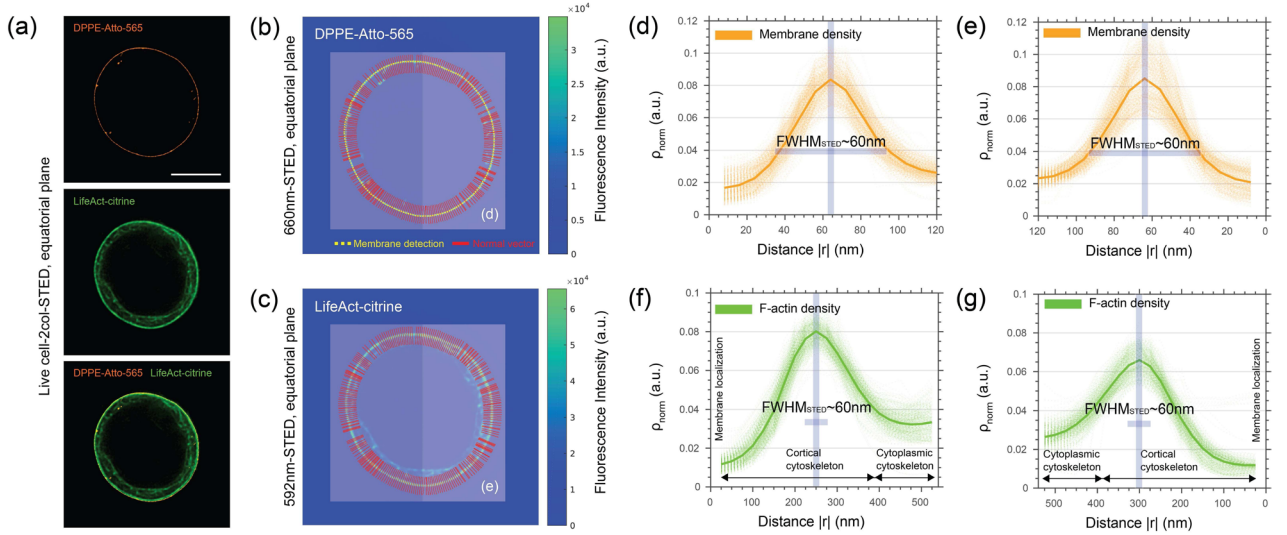 (a)
DPPE-Atto-565
LifeAct-citrine
DPPE-Atto-565 LifeAct-citrine
Live cell-2col-STED, equatorial plane
(b)
660nm-STED, equatorial plane
DPPE-Atto-565
(d)
Membrane detection
Normal vector
×10⁴
3.5
3
2.5
2
1.5
1
0.5
0
Fluorescence Intensity (a.u.)
(c)
592nm-STED, equatorial plane
LifeAct-citrine
(e)
×10⁴
6
5
4
3
2
1
0
Fluorescence Intensity (a.u.)
(d)
Membrane density
FWHMSTED~60nm
ρnorm (a.u.)
0.12
0.1
0.08
0.06
0.04
0.02
0
0 20 40 60 80 100 120
Distance |r| (nm)
(e)
Membrane density
FWHMSTED~60nm
ρnorm (a.u.)
0.12
0.10
0.08
0.06
0.04
0.02
0
120 100 80 60 40 20 0
Distance |r| (nm)
(f)
F-actin density
Membrane localization
FWHMSTED~60nm
Cortical
cytoskeleton
Cytoplasmic
cytoskeleton
ρnorm (a.u.)
0.1
0.08
0.06
0.04
0.02
0
0 100 200 300 400 500
Distance |r| (nm)
(g)
F-actin density
Membrane localization
FWHMSTED~60nm
Cytoplasmic
cytoskeleton
Cortical
cytoskeleton
ρnorm (a.u.)
0.1
0.08
0.06
0.04
0.02
0
500 400 300 200 100 0
Distance |r| (nm)